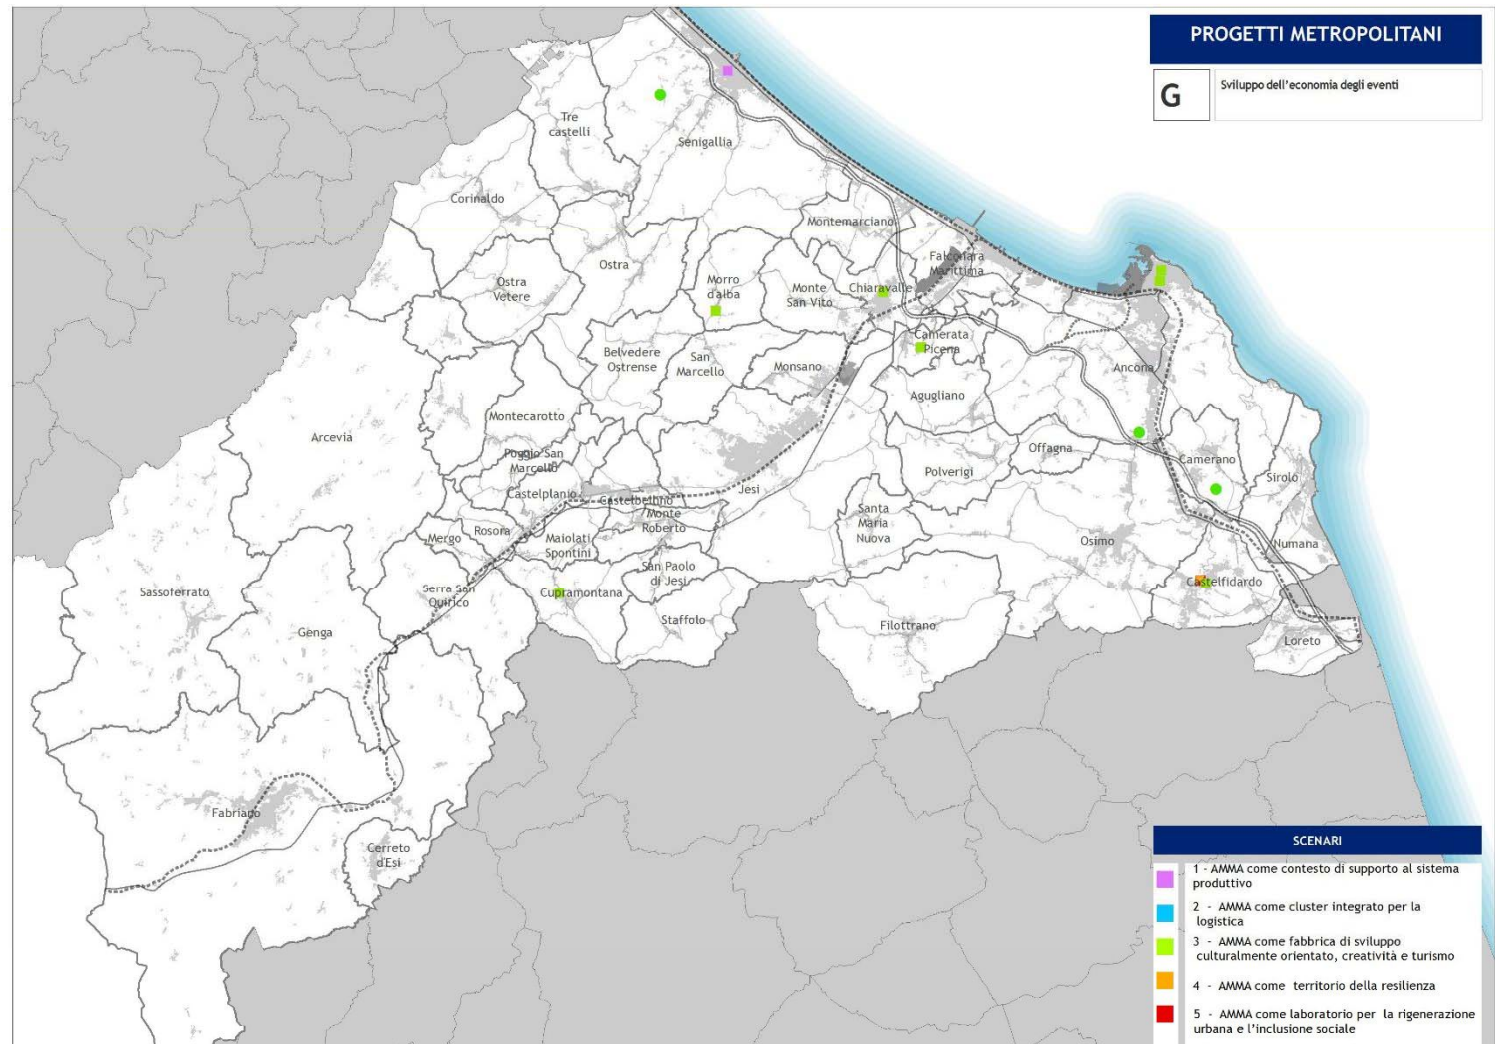 PROGETTI METROPOLITANI
G
Sviluppo dell'economia degli eventi
Tre
castelli
Senigallia
Corinaldo
Montemarciano
Ostra
Falconara
Marittima
Ostra
Vetere
Morro
d'alba
Monte
San Vito
Chiaravalle
Camerata
Picena
Belvedere
Ostrense
San
Marcello
Monsano
Ancona
Agugliano
Montecarotto
Arcevia
Offagna
Poggio San
Marcello
Camerano
Polverigi
Sirolo
Castelplanio
Jesi
Castelbellino
Monte
Roberto
Santa
Maria
Nuova
Rosora
Mergo
Maiolati
Spontini
Osimo
Numana
San Paolo
di Jesi
Sassoferrato
Serra San
Quirico
Cupramontana
Castelfidardo
Staffolo
Filottrano
Genga
Loreto
Fabriano
Cerreto
d'Esi
SCENARI
1 - AMMA come contesto di supporto al sistema
produttivo
2 - AMMA come cluster integrato per la
logistica
3 - AMMA come fabbrica di sviluppo
culturalmente orientato, creatività e turismo
4 - AMMA come territorio della resilienza
5 - AMMA come laboratorio per la rigenerazione
urbana e l'inclusione sociale